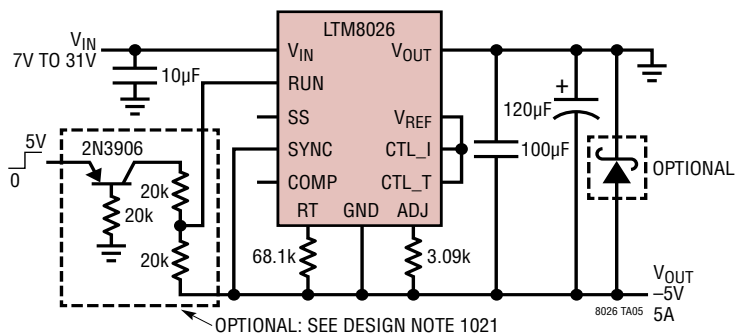 LTM8026
VIN
7V TO 31V
10µF
VIN
RUN
SS
SYNC
COMP
RT
GND
ADJ
VOUT
VREF
CTL_I
CTL_T
5V
0
2N3906
20k
20k
20k
68.1k
3.09k
100µF
+
120µF
OPTIONAL
VOUT
–5V
5A
8026 TA05
OPTIONAL: SEE DESIGN NOTE 1021